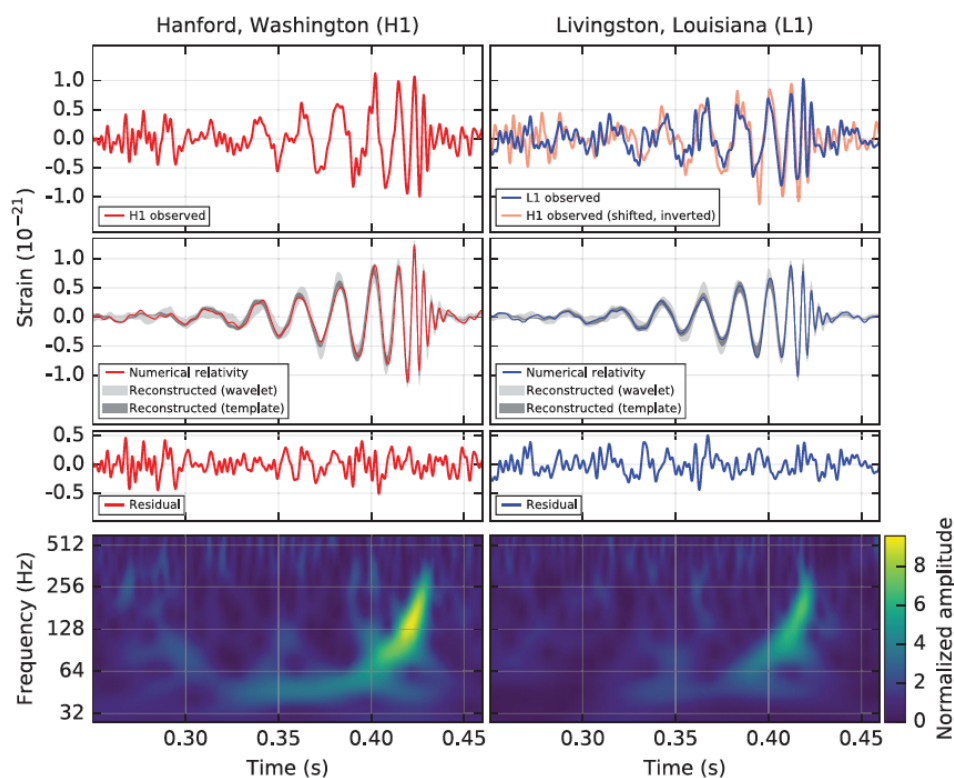 Hanford, Washington (H1)
Livingston, Louisiana (L1)
Strain (10⁻²¹)
1.0
0.5
0.0
-0.5
-1.0
H1 observed
L1 observed
H1 observed (shifted, inverted)
1.0
0.5
0.0
-0.5
-1.0
Numerical relativity
Reconstructed (wavelet)
Reconstructed (template)
Numerical relativity
Reconstructed (wavelet)
Reconstructed (template)
0.5
0.0
-0.5
Residual
Residual
Frequency (Hz)
512
256
128
64
32
Normalized amplitude
8
6
4
2
0
0.30
0.35
0.40
0.45
0.30
0.35
0.40
0.45
Time (s)
Time (s)